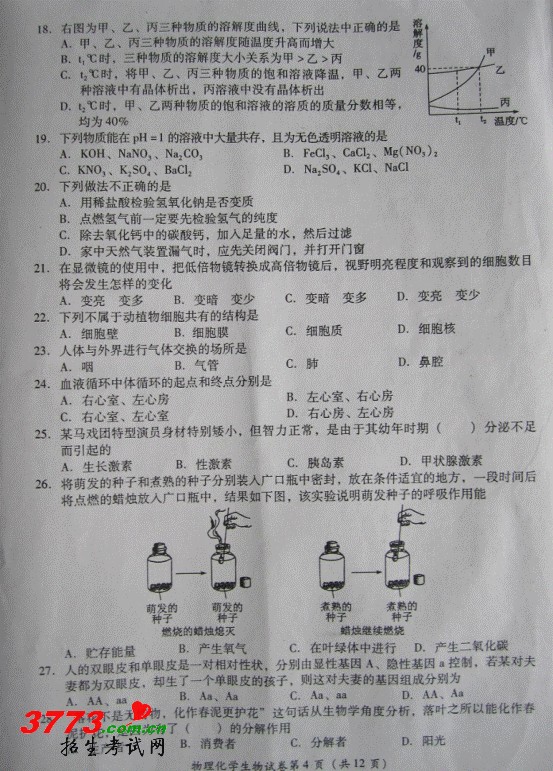 18. 右图为甲、乙、丙三种物质的溶解度曲线，下列说法中正确的是
A. 甲、乙、丙三种物质的溶解度随温度升高而增大
B. t₁℃时，三种物质的溶解度大小关系为甲＞乙＞丙
C. t₂℃时，将甲、乙、丙三种物质的饱和溶液降温，甲、乙两
种溶液中有晶体析出，丙溶液中没有晶体析出
D. t₂℃时，甲、乙两种物质的饱和溶液的溶质的质量分数相等，
均为40%
溶解度/g
40
甲
乙
丙
t₁ t₂ 温度/℃
19. 下列物质能在 pH = 1 的溶液中大量共存，且为无色透明溶液的是
A. KOH、NaNO₃、Na₂CO₃ B. FeCl₃、CaCl₂、Mg(NO₃)₂
C. KNO₃、K₂SO₄、BaCl₂ D. Na₂SO₄、KCl、NaCl
20. 下列做法不正确的是
A. 用稀盐酸检验氢氧化钠是否变质
B. 点燃氢气前一定要先检验氢气的纯度
C. 除去氧化钙中的碳酸钙，加入足量的水，然后过滤
D. 家中天然气装置漏气时，应先关闭阀门，并打开门窗
21. 在显微镜的使用中，把低倍物镜转换成高倍物镜后，视野明亮程度和观察到的细胞数目
将会发生怎样的变化
A. 变亮 变多 B. 变暗 变少 C. 变暗 变多 D. 变亮 变少
22. 下列不属于动植物细胞共有的结构是
A. 细胞壁 B. 细胞膜 C. 细胞质 D. 细胞核
23. 人体与外界进行气体交换的场所是
A. 咽 B. 气管 C. 肺 D. 鼻腔
24. 血液循环中体循环的起点和终点分别是
A. 右心室、左心房 B. 左心室、右心房
C. 右心室、左心室 D. 右心房、左心房
25. 某马戏团特型演员身材特别矮小，但智力正常，是由于其幼年时期（ ）分泌不足
而引起的
A. 生长激素 B. 性激素 C. 胰岛素 D. 甲状腺激素
26. 将萌发的种子和煮熟的种子分别装入广口瓶中密封，放在条件适宜的地方，一段时间后
将点燃的蜡烛放入广口瓶中，结果如下图，该实验说明萌发种子的呼吸作用能
萌发的种子 萌发的种子 煮熟的种子 煮熟的种子
燃烧的蜡烛熄灭 蜡烛继续燃烧
A. 贮存能量 B. 产生氧气 C. 在叶绿体中进行 D. 产生二氧化碳
27. 人的双眼皮和单眼皮是一对相对性状，分别由显性基因 A、隐性基因 a 控制，若某对夫
妻都为双眼皮，却生了一个单眼皮的孩子，则这对夫妻的基因组成分别为
A. AA、aa B. Aa、Aa C. Aa、aa D. AA、Aa
28. 不是无 物，化作春泥更护花”这句话从生物学角度分析，落叶之所以能化作春
泥护花 了（ ）的分解作用
B. 消费者 C. 分解者 D. 阳光
3773.com.cn
招生考试网
物理化学生物试卷第 4 页（共 12 页）